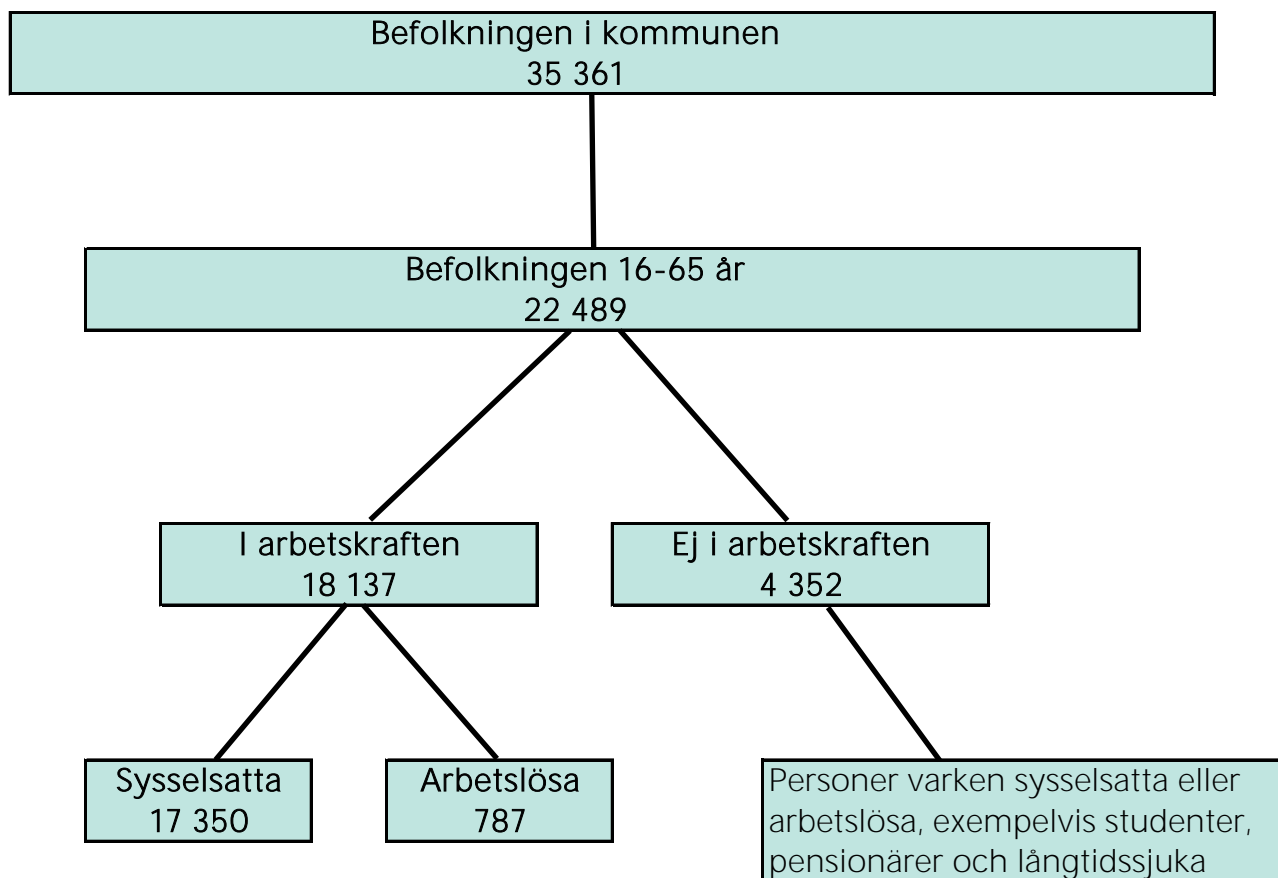 Befolkningen i kommunen
35 361
Befolkningen 16-65 år
22 489
I arbetskraften
18 137
Ej i arbetskraften
4 352
Sysselsatta
17 350
Arbetslösa
787
Personer varken sysselsatta eller
arbetslösa, exempelvis studenter,
pensionärer och långtidssjuka